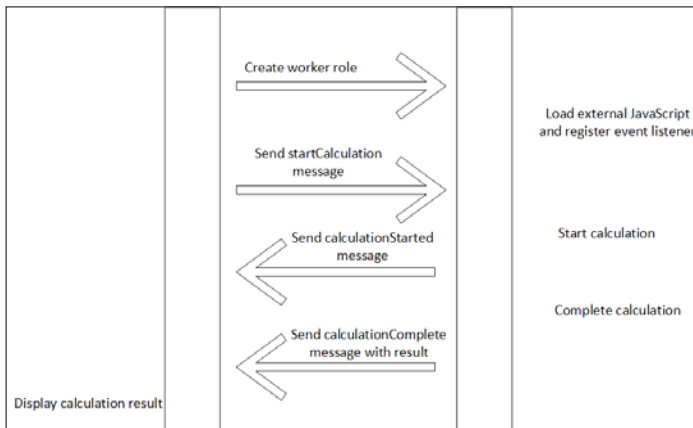 Create worker role
Load external JavaScript
and register event listener
Send startCalculation
message
Start calculation
Send calculationStarted
message
Complete calculation
Send calculationComplete
message with result
Display calculation result